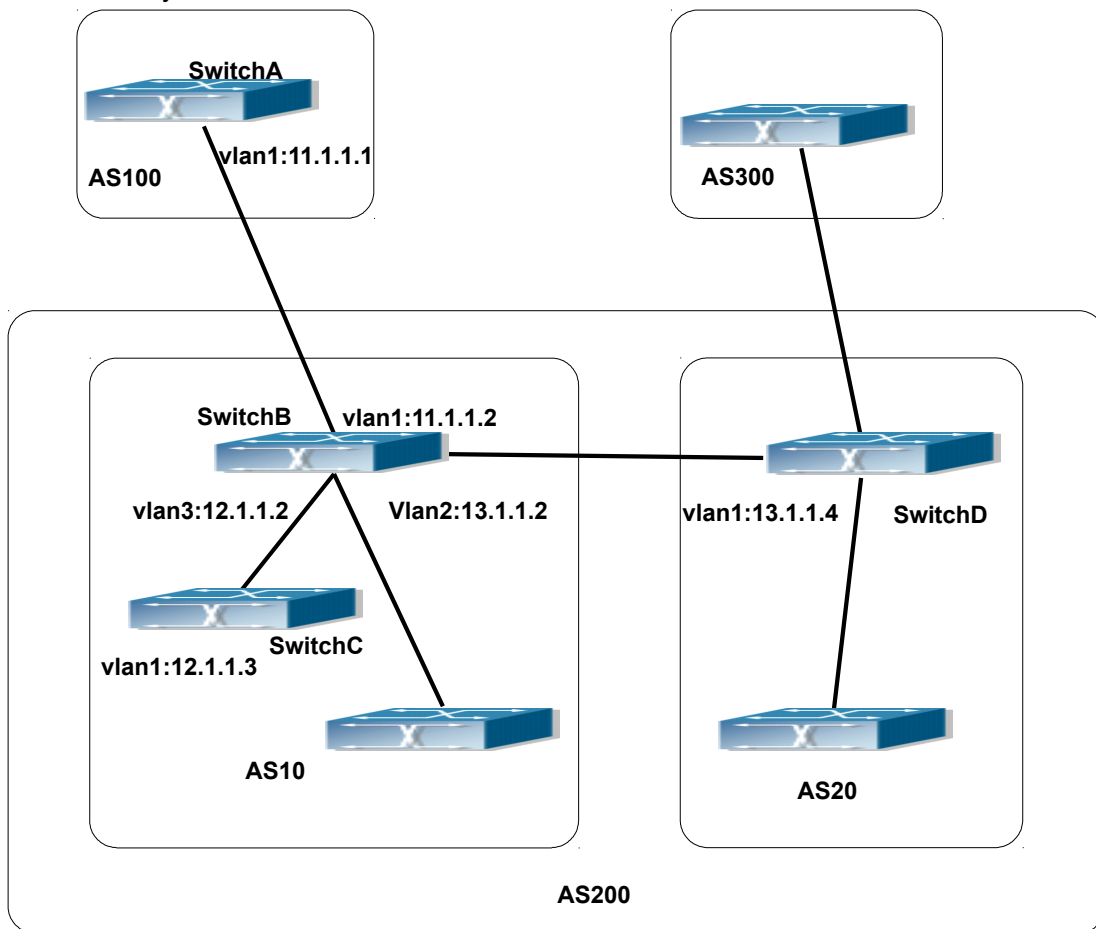 SwitchA
vlan1:11.1.1.1
AS100
AS300
SwitchB
vlan1:11.1.1.2
vlan3:12.1.1.2
Vlan2:13.1.1.2
vlan1:13.1.1.4
SwitchD
SwitchC
vlan1:12.1.1.3
AS10
AS20
AS200